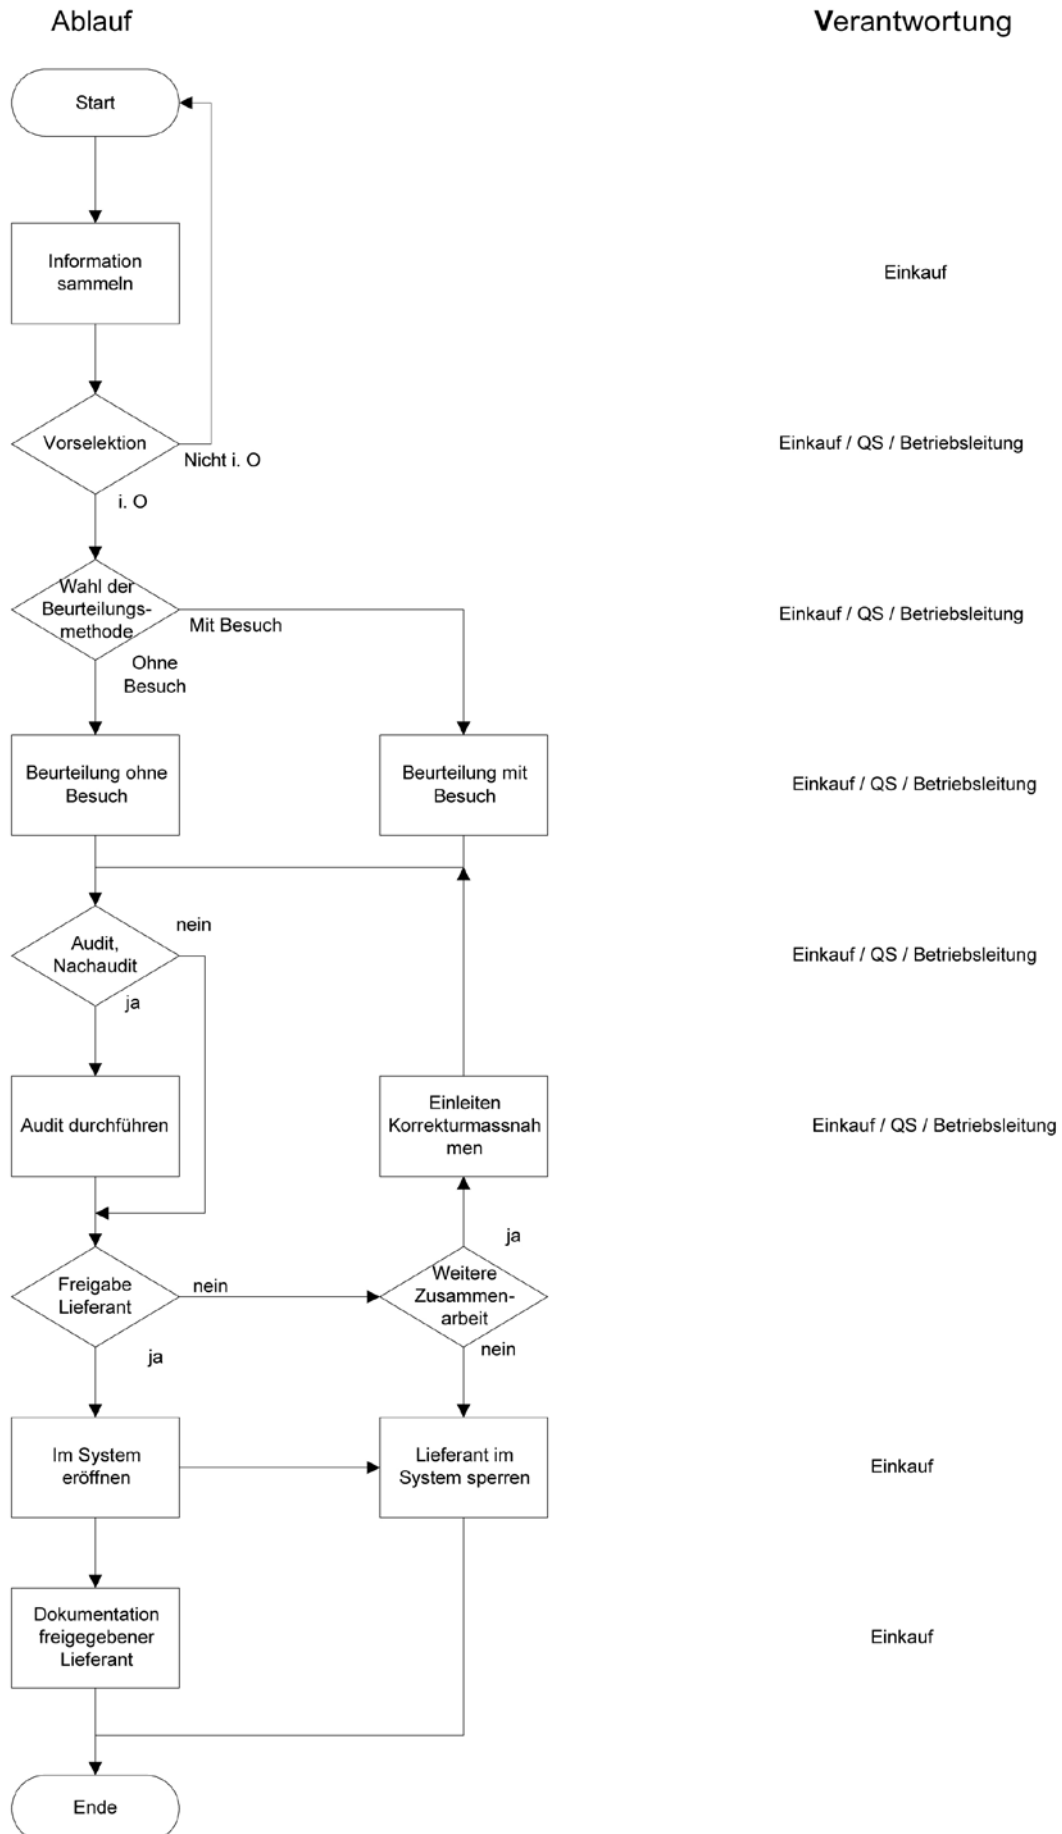 Ablauf
Verantwortung
Start
Information
sammeln
Einkauf
Vorselektion
Einkauf / QS / Betriebsleitung
Nicht i. O
i. O
Wahl der
Beurteilungs-
methode
Einkauf / QS / Betriebsleitung
Mit Besuch
Ohne
Besuch
Beurteilung ohne
Besuch
Beurteilung mit
Besuch
Einkauf / QS / Betriebsleitung
nein
Audit,
Nachaudit
Einkauf / QS / Betriebsleitung
ja
Audit durchführen
Einleiten
Korrekturmassnah
men
Einkauf / QS / Betriebsleitung
ja
Freigabe
Lieferant
nein
Weitere
Zusammen-
arbeit
ja
nein
Im System
eröffnen
Lieferant im
System sperren
Einkauf
Dokumentation
freigegebener
Lieferant
Einkauf
Ende